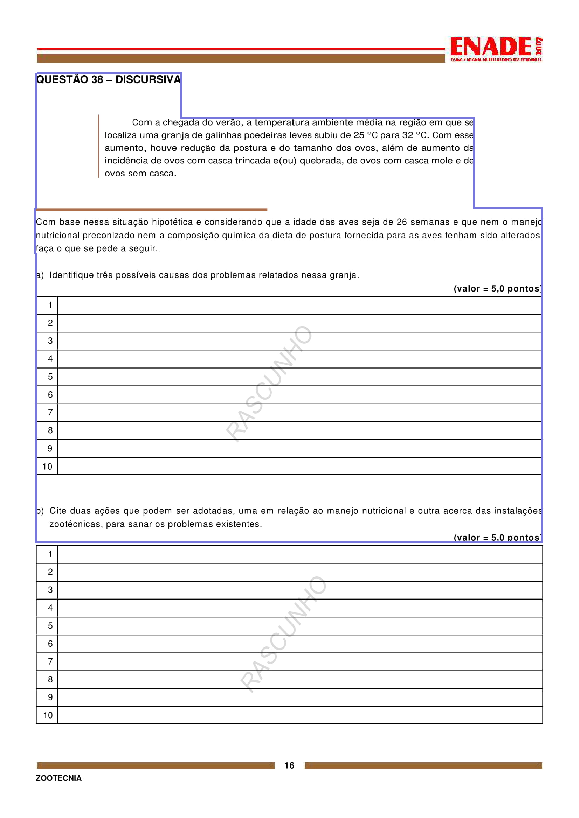 ENADE
QUESTÃO 38 – DISCURSIVA
Com a chegada do verão, a temperatura ambiente média na região em que se
localiza uma granja de galinhas poedeiras leves subiu de 25 ºC para 32 ºC. Com esse
aumento, houve redução da postura e do tamanho dos ovos, além de aumento da
incidência de ovos com casca trincada e(ou) quebrada, de ovos com casca mole e de
ovos sem casca.
Com base nessa situação hipotética e considerando que a idade das aves seja de 26 semanas e que nem o manejo
nutricional preconizado nem a composição química da dieta de postura fornecida para as aves tenham sido alterados,
faça o que se pede a seguir.
a) Identifique três possíveis causas dos problemas relatados nessa granja.
(valor = 5,0 pontos)
1
2
3
4
5
6
7
8
9
10
RASCUNHO
b) Cite duas ações que podem ser adotadas, uma em relação ao manejo nutricional e outra acerca das instalações
zootécnicas, para sanar os problemas existentes.
(valor = 5,0 pontos)
1
2
3
4
5
6
7
8
9
10
RASCUNHO
16
ZOOTECNIA